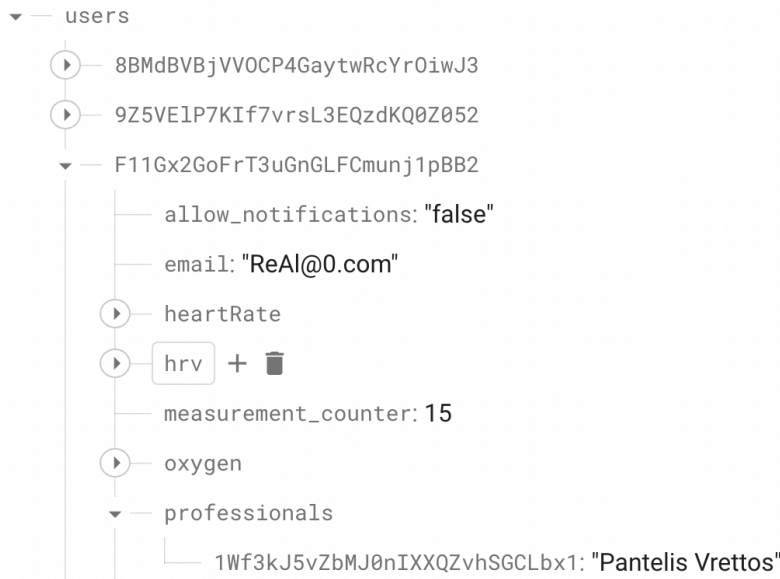 users
8BMdBVBjVVOCP4GaytwRcYrOiwJ3
9Z5VElP7KIf7vrsL3EQzdKQ0Z052
F11Gx2GoFrT3uGnGLFCmunj1pBB2
allow_notifications: "false"
email: "ReAl@0.com"
heartRate
hrv
measurement_counter: 15
oxygen
professionals
1Wf3kJ5vZbMJ0nIXXQZvhSGCLbx1: "Pantelis Vrettos"